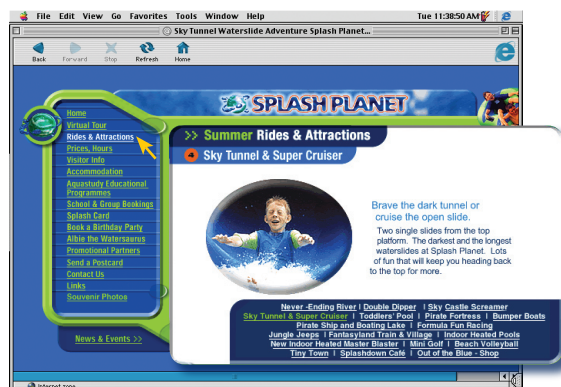 File Edit View Go Favorites Tools Window Help Tue 11:38:50 AM
Sky Tunnel Waterslide Adventure Splash Planet...
Back Forward Stop Refresh Home
SPLASH PLANET
Home
Virtual Tour
Rides & Attractions
Prices, Hours
Visitor Info
Accommodation
Aquastudy Educational
Programmes
School & Group Bookings
Splash Card
Book a Birthday Party
Albie the Watersaurus
Promotional Partners
Send a Postcard
Contact Us
Links
Souvenir Photos
News & Events >>
>> Summer Rides & Attractions
4 Sky Tunnel & Super Cruiser
Brave the dark tunnel or
cruise the open slide.
Two single slides from the top
platform. The darkest and the longest
waterslides at Splash Planet. Lots
of fun that will keep you heading back
to the top for more.
Never -Ending River | Double Dipper | Sky Castle Screamer
Sky Tunnel & Super Cruiser | Toddlers' Pool | Pirate Fortress | Bumper Boats
Pirate Ship and Boating Lake | Formula Fun Racing
Jungle Jeeps | Fantasyland Train & Village | Indoor Heated Pools
New Indoor Heated Master Blaster | Mini Golf | Beach Volleyball
Tiny Town | Splashdown Café | Out of the Blue - Shop
Internet zone